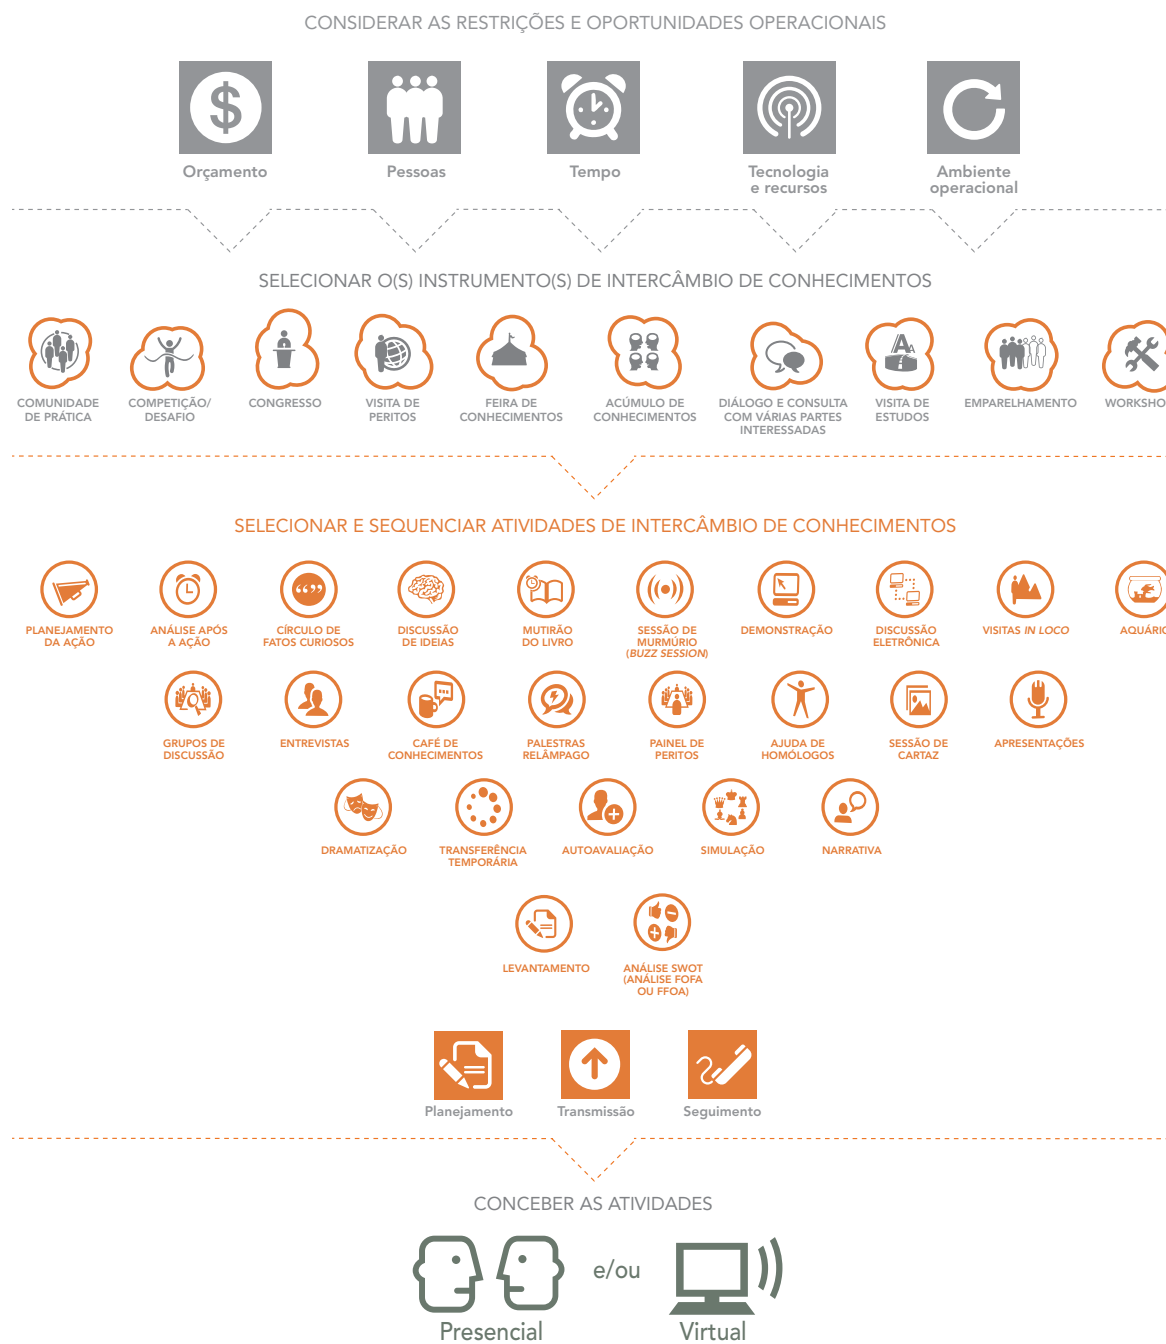 CONSIDERAR AS RESTRIÇÕES E OPORTUNIDADES OPERACIONAIS
$
Orçamento
Pessoas
Tempo
Tecnologia
e recursos
Ambiente
operacional
SELECIONAR O(S) INSTRUMENTO(S) DE INTERCÂMBIO DE CONHECIMENTOS
COMUNIDADE
DE PRÁTICA
COMPETIÇÃO/
DESAFIO
CONGRESSO
VISITA DE
PERITOS
FEIRA DE
CONHECIMENTOS
ACÚMULO DE
CONHECIMENTOS
DIÁLOGO E CONSULTA
COM VÁRIAS PARTES
INTERESSADAS
VISITA DE
ESTUDOS
EMPARELHAMENTO
WORKSHO
SELECIONAR E SEQUENCIAR ATIVIDADES DE INTERCÂMBIO DE CONHECIMENTOS
PLANEJAMENTO
DA AÇÃO
ANÁLISE APÓS
A AÇÃO
CÍRCULO DE
FATOS CURIOSOS
DISCUSSÃO
DE IDEIAS
MUTIRÃO
DO LIVRO
SESSÃO DE
MURMÚRIO
(BUZZ SESSION)
DEMONSTRAÇÃO
DISCUSSÃO
ELETRÔNICA
VISITAS IN LOCO
AQUÁRIO
GRUPOS DE
DISCUSSÃO
ENTREVISTAS
CAFÉ DE
CONHECIMENTOS
PALESTRAS
RELÂMPAGO
PAINEL DE
PERITOS
AJUDA DE
HOMÓLOGOS
SESSÃO DE
CARTAZ
APRESENTAÇÕES
DRAMATIZAÇÃO
TRANSFERÊNCIA
TEMPORÁRIA
AUTOAVALIAÇÃO
SIMULAÇÃO
NARRATIVA
LEVANTAMENTO
ANÁLISE SWOT
(ANÁLISE FOFA
OU FFOA)
Planejamento
Transmissão
Seguimento
CONCEBER AS ATIVIDADES
e/ou
Presencial
Virtual